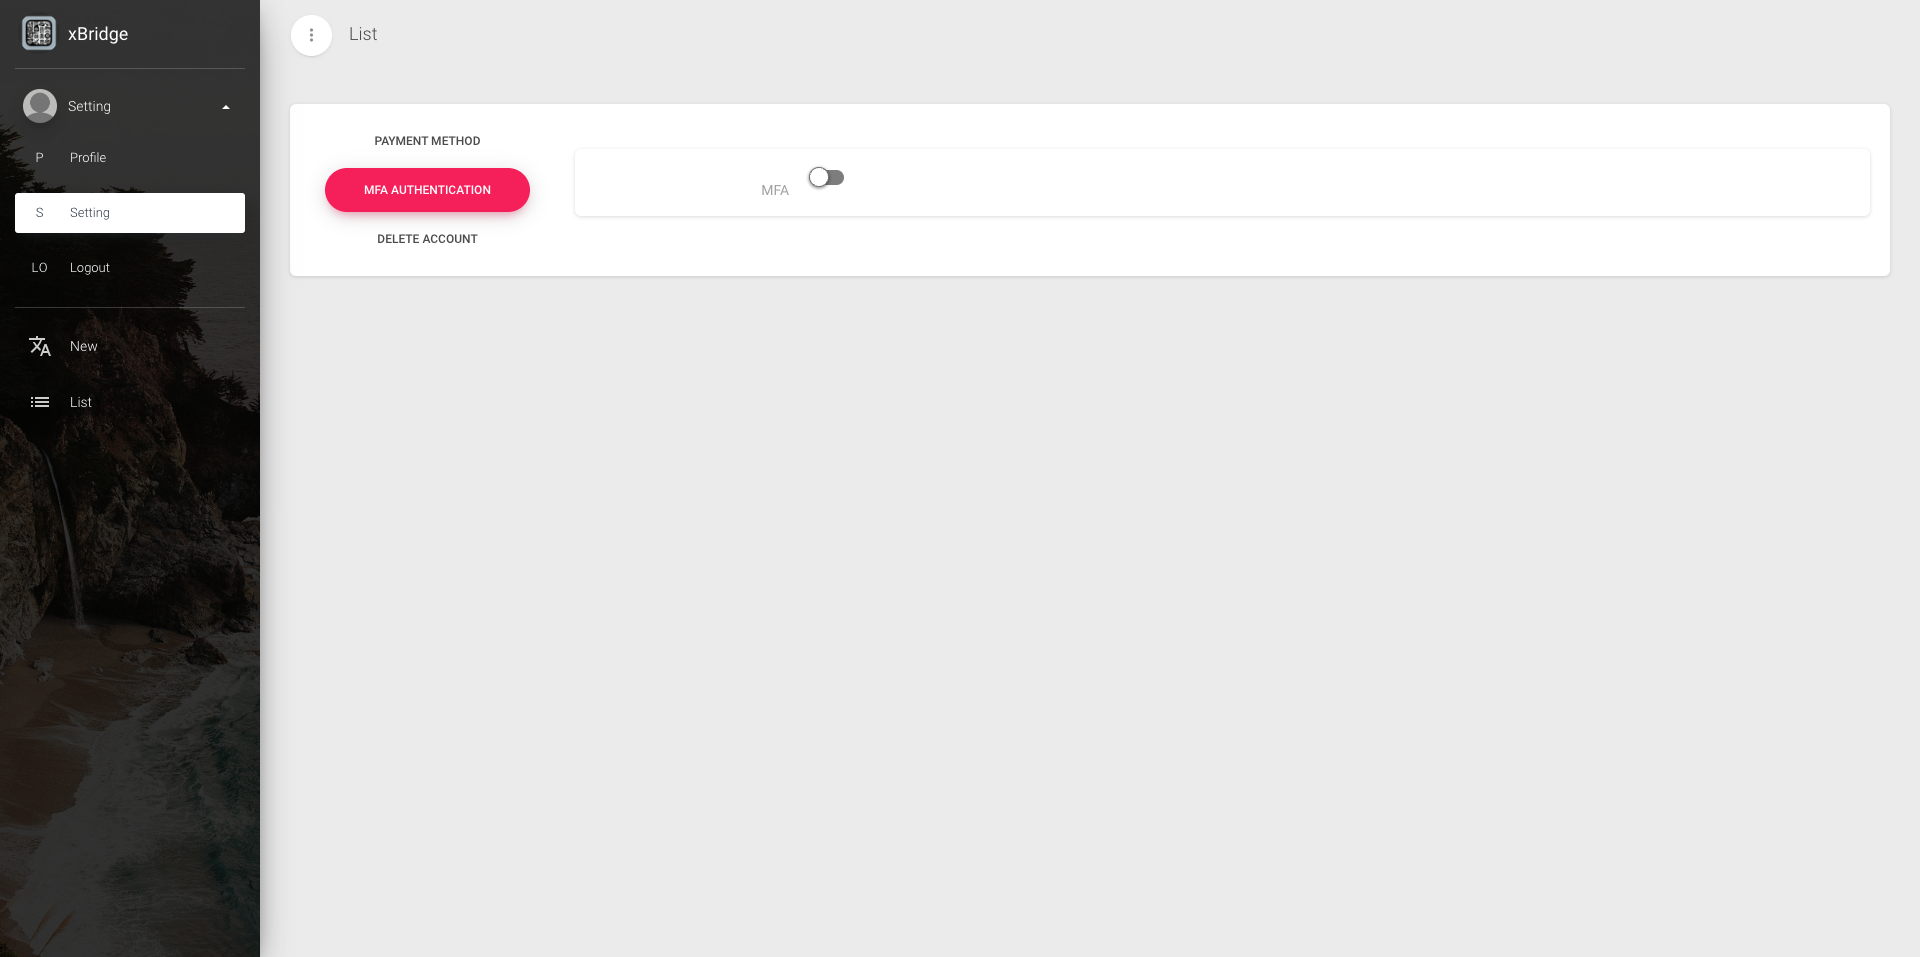 xBridge
Setting
P Profile
S Setting
LO Logout
New
List
List
PAYMENT METHOD
MFA AUTHENTICATION
DELETE ACCOUNT
MFA